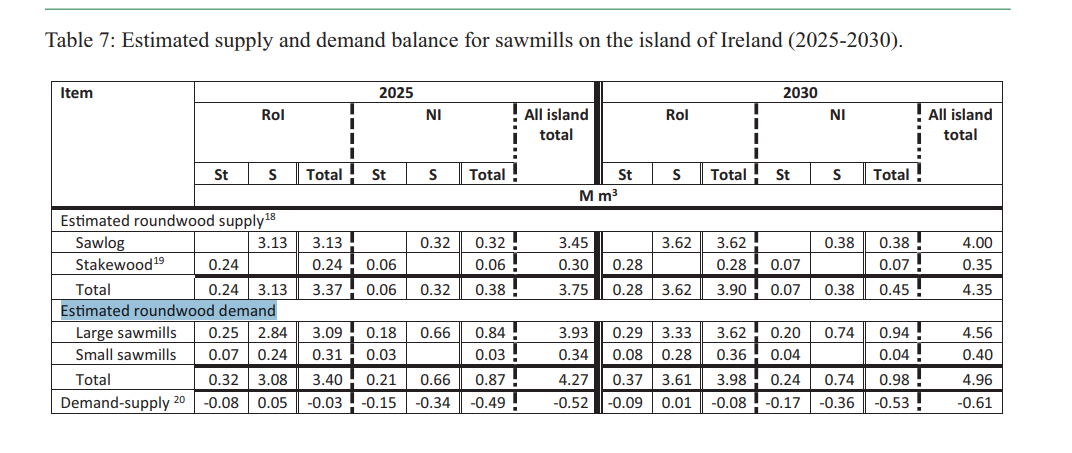 Table 7: Estimated supply and demand balance for sawmills on the island of Ireland (2025-2030).
Item 2025 2030
RoI NI All island total RoI NI All island total
St S Total St S Total St S Total St S Total
M m³
Estimated roundwood supply¹⁸
Sawlog 3.13 3.13 0.32 0.32 3.45 3.62 3.62 0.38 0.38 4.00
Stakewood¹⁹ 0.24 0.24 0.06 0.06 0.30 0.28 0.28 0.07 0.07 0.35
Total 0.24 3.13 3.37 0.06 0.32 0.38 3.75 0.28 3.62 3.90 0.07 0.38 0.45 4.35
Estimated roundwood demand
Large sawmills 0.25 2.84 3.09 0.18 0.66 0.84 3.93 0.29 3.33 3.62 0.20 0.74 0.94 4.56
Small sawmills 0.07 0.24 0.31 0.03 0.03 0.34 0.08 0.28 0.36 0.04 0.04 0.40
Total 0.32 3.08 3.40 0.21 0.66 0.87 4.27 0.37 3.61 3.98 0.24 0.74 0.98 4.96
Demand-supply ²⁰ -0.08 0.05 -0.03 -0.15 -0.34 -0.49 -0.52 -0.09 0.01 -0.08 -0.17 -0.36 -0.53 -0.61